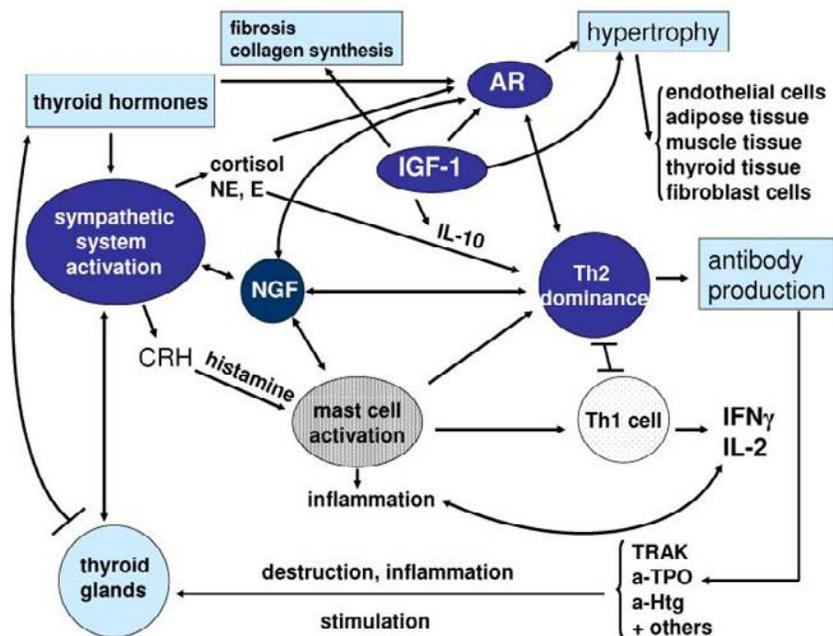 fibrosis
collagen synthesis
hypertrophy
thyroid hormones
AR
endothelial cells
adipose tissue
muscle tissue
thyroid tissue
fibroblast cells
cortisol
NE, E
IGF-1
sympathetic
system
activation
IL-10
NGF
Th2
dominance
antibody
production
CRH
histamine
mast cell
activation
Th1 cell
IFNγ
IL-2
inflammation
thyroid
glands
destruction, inflammation
stimulation
TRAK
a-TPO
a-Htg
+ others